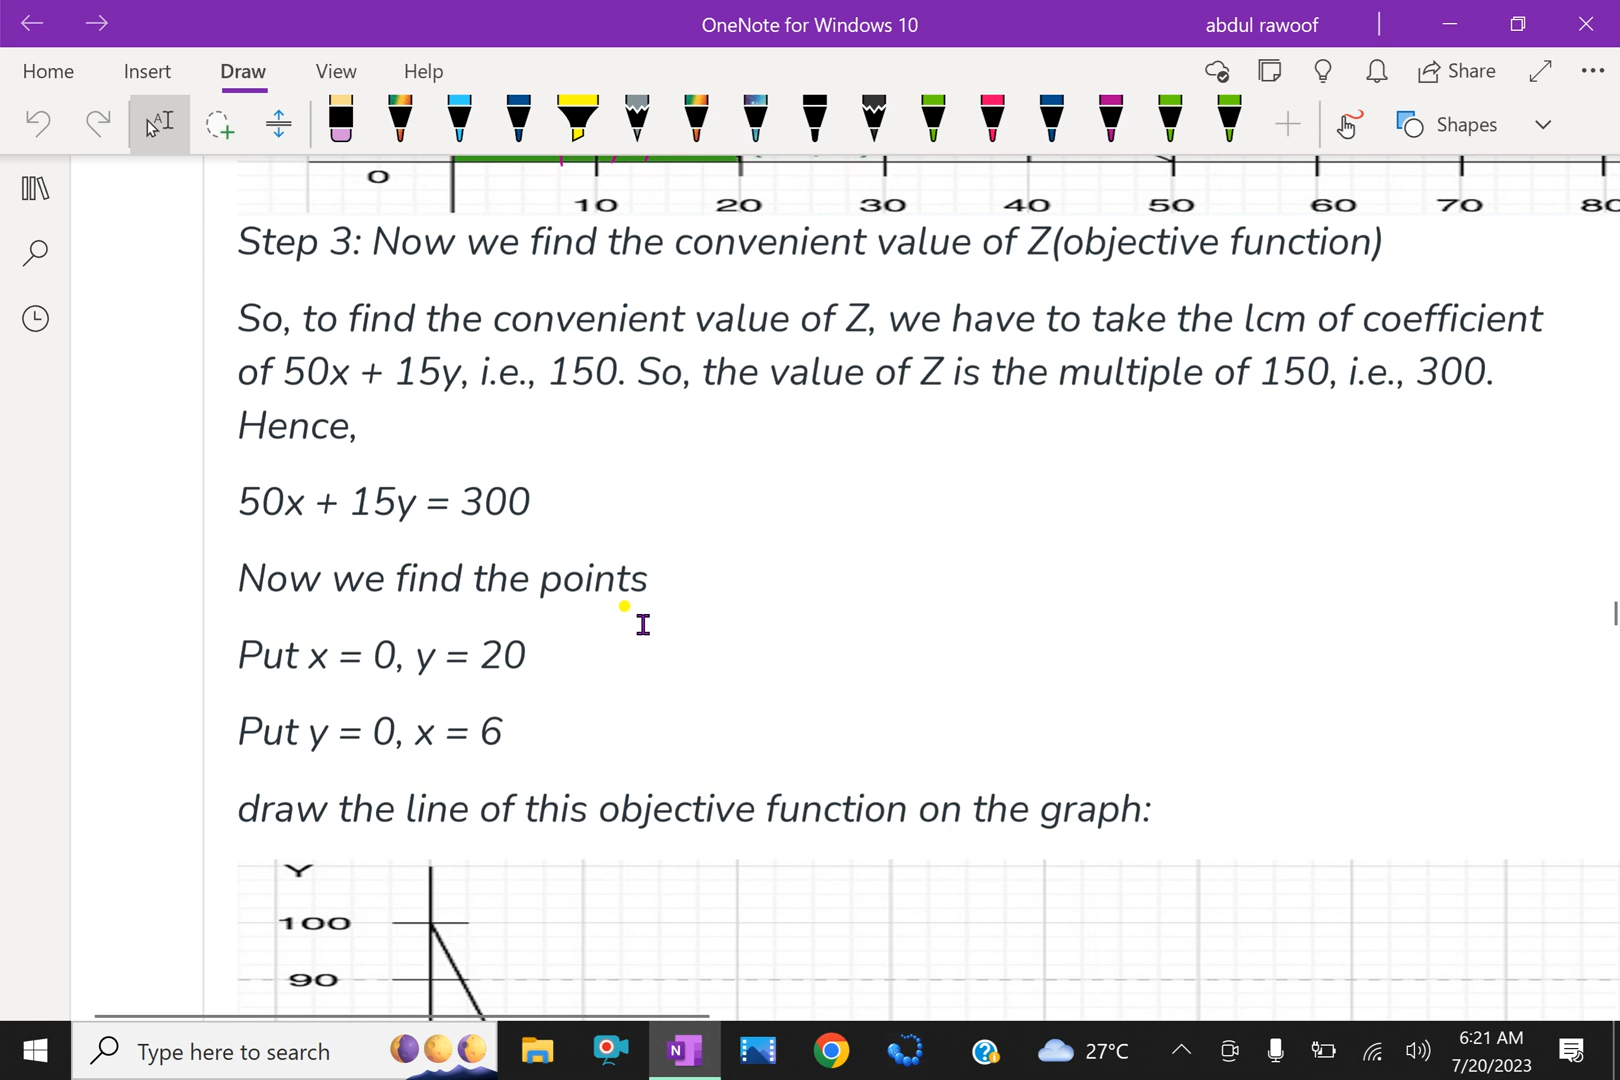 OneNote for Windows 10
abdul rawoof
Home Insert Draw View Help
Share
Shapes
O
10 20 30 40 50 60 70 80
Step 3: Now we find the convenient value of Z(objective function)
So, to find the convenient value of Z, we have to take the lcm of coefficient
of 50x + 15y, i.e., 150. So, the value of Z is the multiple of 150, i.e., 300.
Hence,
50x + 15y = 300
Now we find the points
Put x = 0, y = 20
Put y = 0, x = 6
draw the line of this objective function on the graph:
Y
100
90
Type here to search
27°C
6:21 AM
7/20/2023